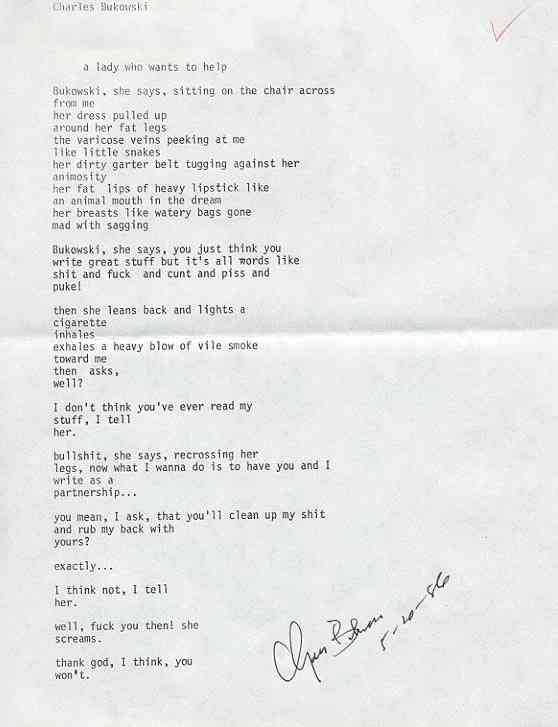 Charles Bukowski
a lady who wants to help
Bukowski, she says, sitting on the chair across
from me
her dress pulled up
around her fat legs
the varicose veins peeking at me
like little snakes
her dirty garter belt tugging against her
animosity
her fat lips of heavy lipstick like
an animal mouth in the dream
her breasts like watery bags gone
mad with sagging
Bukowski, she says, you just think you
write great stuff but it's all words like
shit and fuck and cunt and piss and
puke!
then she leans back and lights a
cigarette
inhales
exhales a heavy blow of vile smoke
toward me
then asks,
well?
I don't think you've ever read my
stuff, I tell
her.
bullshit, she says, recrossing her
legs, now what I wanna do is to have you and I
write as a
partnership...
you mean, I ask, that you'll clean up my shit
and rub my back with
yours?
exactly...
I think not, I tell
her.
well, fuck you then! she
screams.
thank god, I think, you
won't.
5-20-86